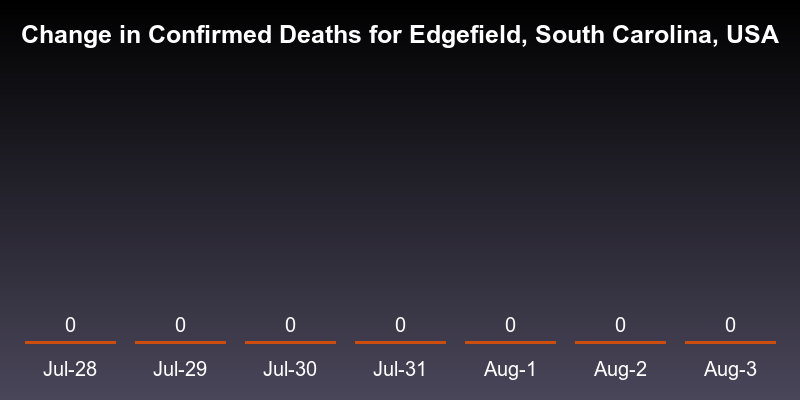 Change in Confirmed Deaths for Edgefield, South Carolina, USA
0 0 0 0 0 0 0
Jul-28 Jul-29 Jul-30 Jul-31 Aug-1 Aug-2 Aug-3